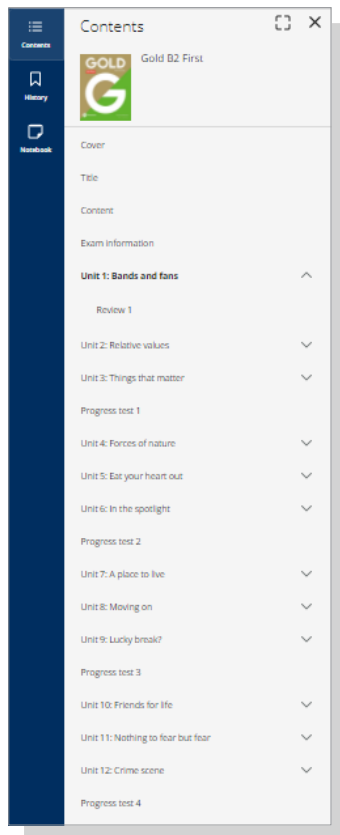 Contents
Contents
History
Notebook
GOLD
G
Gold B2 First
Cover
Title
Content
Exam information
Unit 1: Bands and fans
Review 1
Unit 2: Relative values
Unit 3: Things that matter
Progress test 1
Unit 4: Forces of nature
Unit 5: Eat your heart out
Unit 6: In the spotlight
Progress test 2
Unit 7: A place to live
Unit 8: Moving on
Unit 9: Lucky break?
Progress test 3
Unit 10: Friends for life
Unit 11: Nothing to fear but fear
Unit 12: Crime scene
Progress test 4